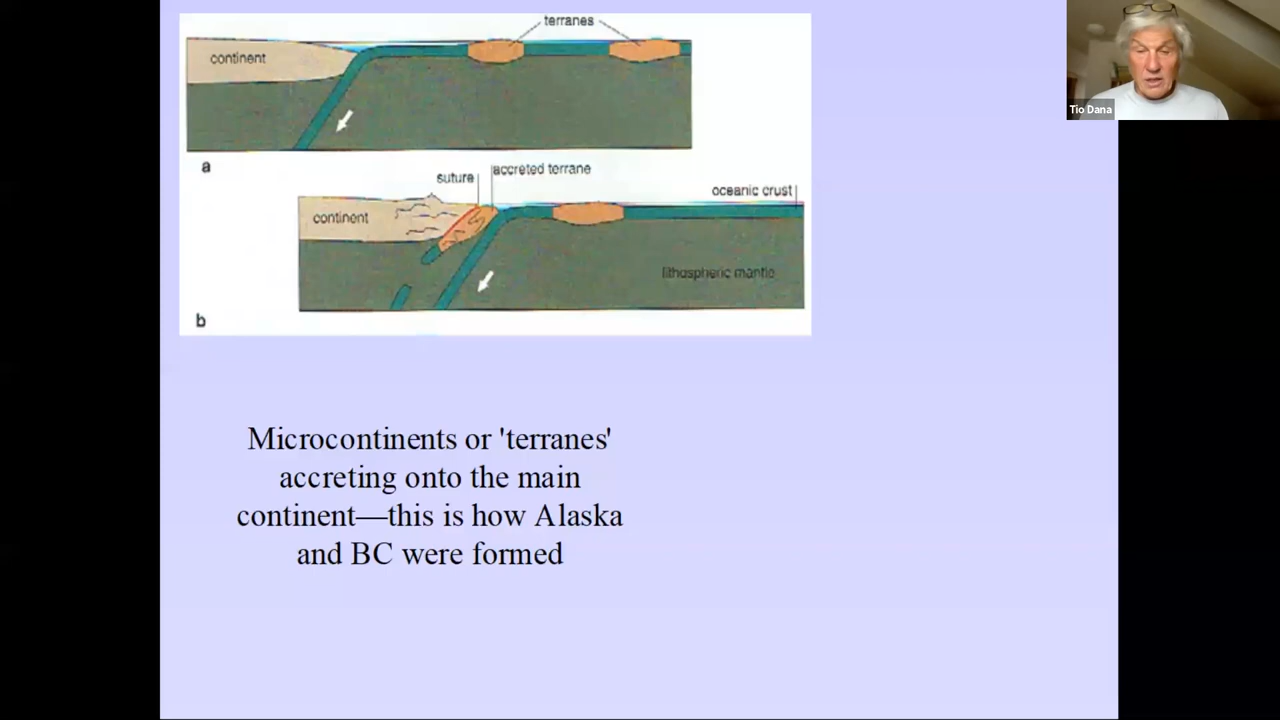 terranes
continent
a
suture
accreted terrane
oceanic crust
continent
lithospheric mantle
b
Microcontinents or 'terranes'
accreting onto the main
continent—this is how Alaska
and BC were formed
Tio Dana